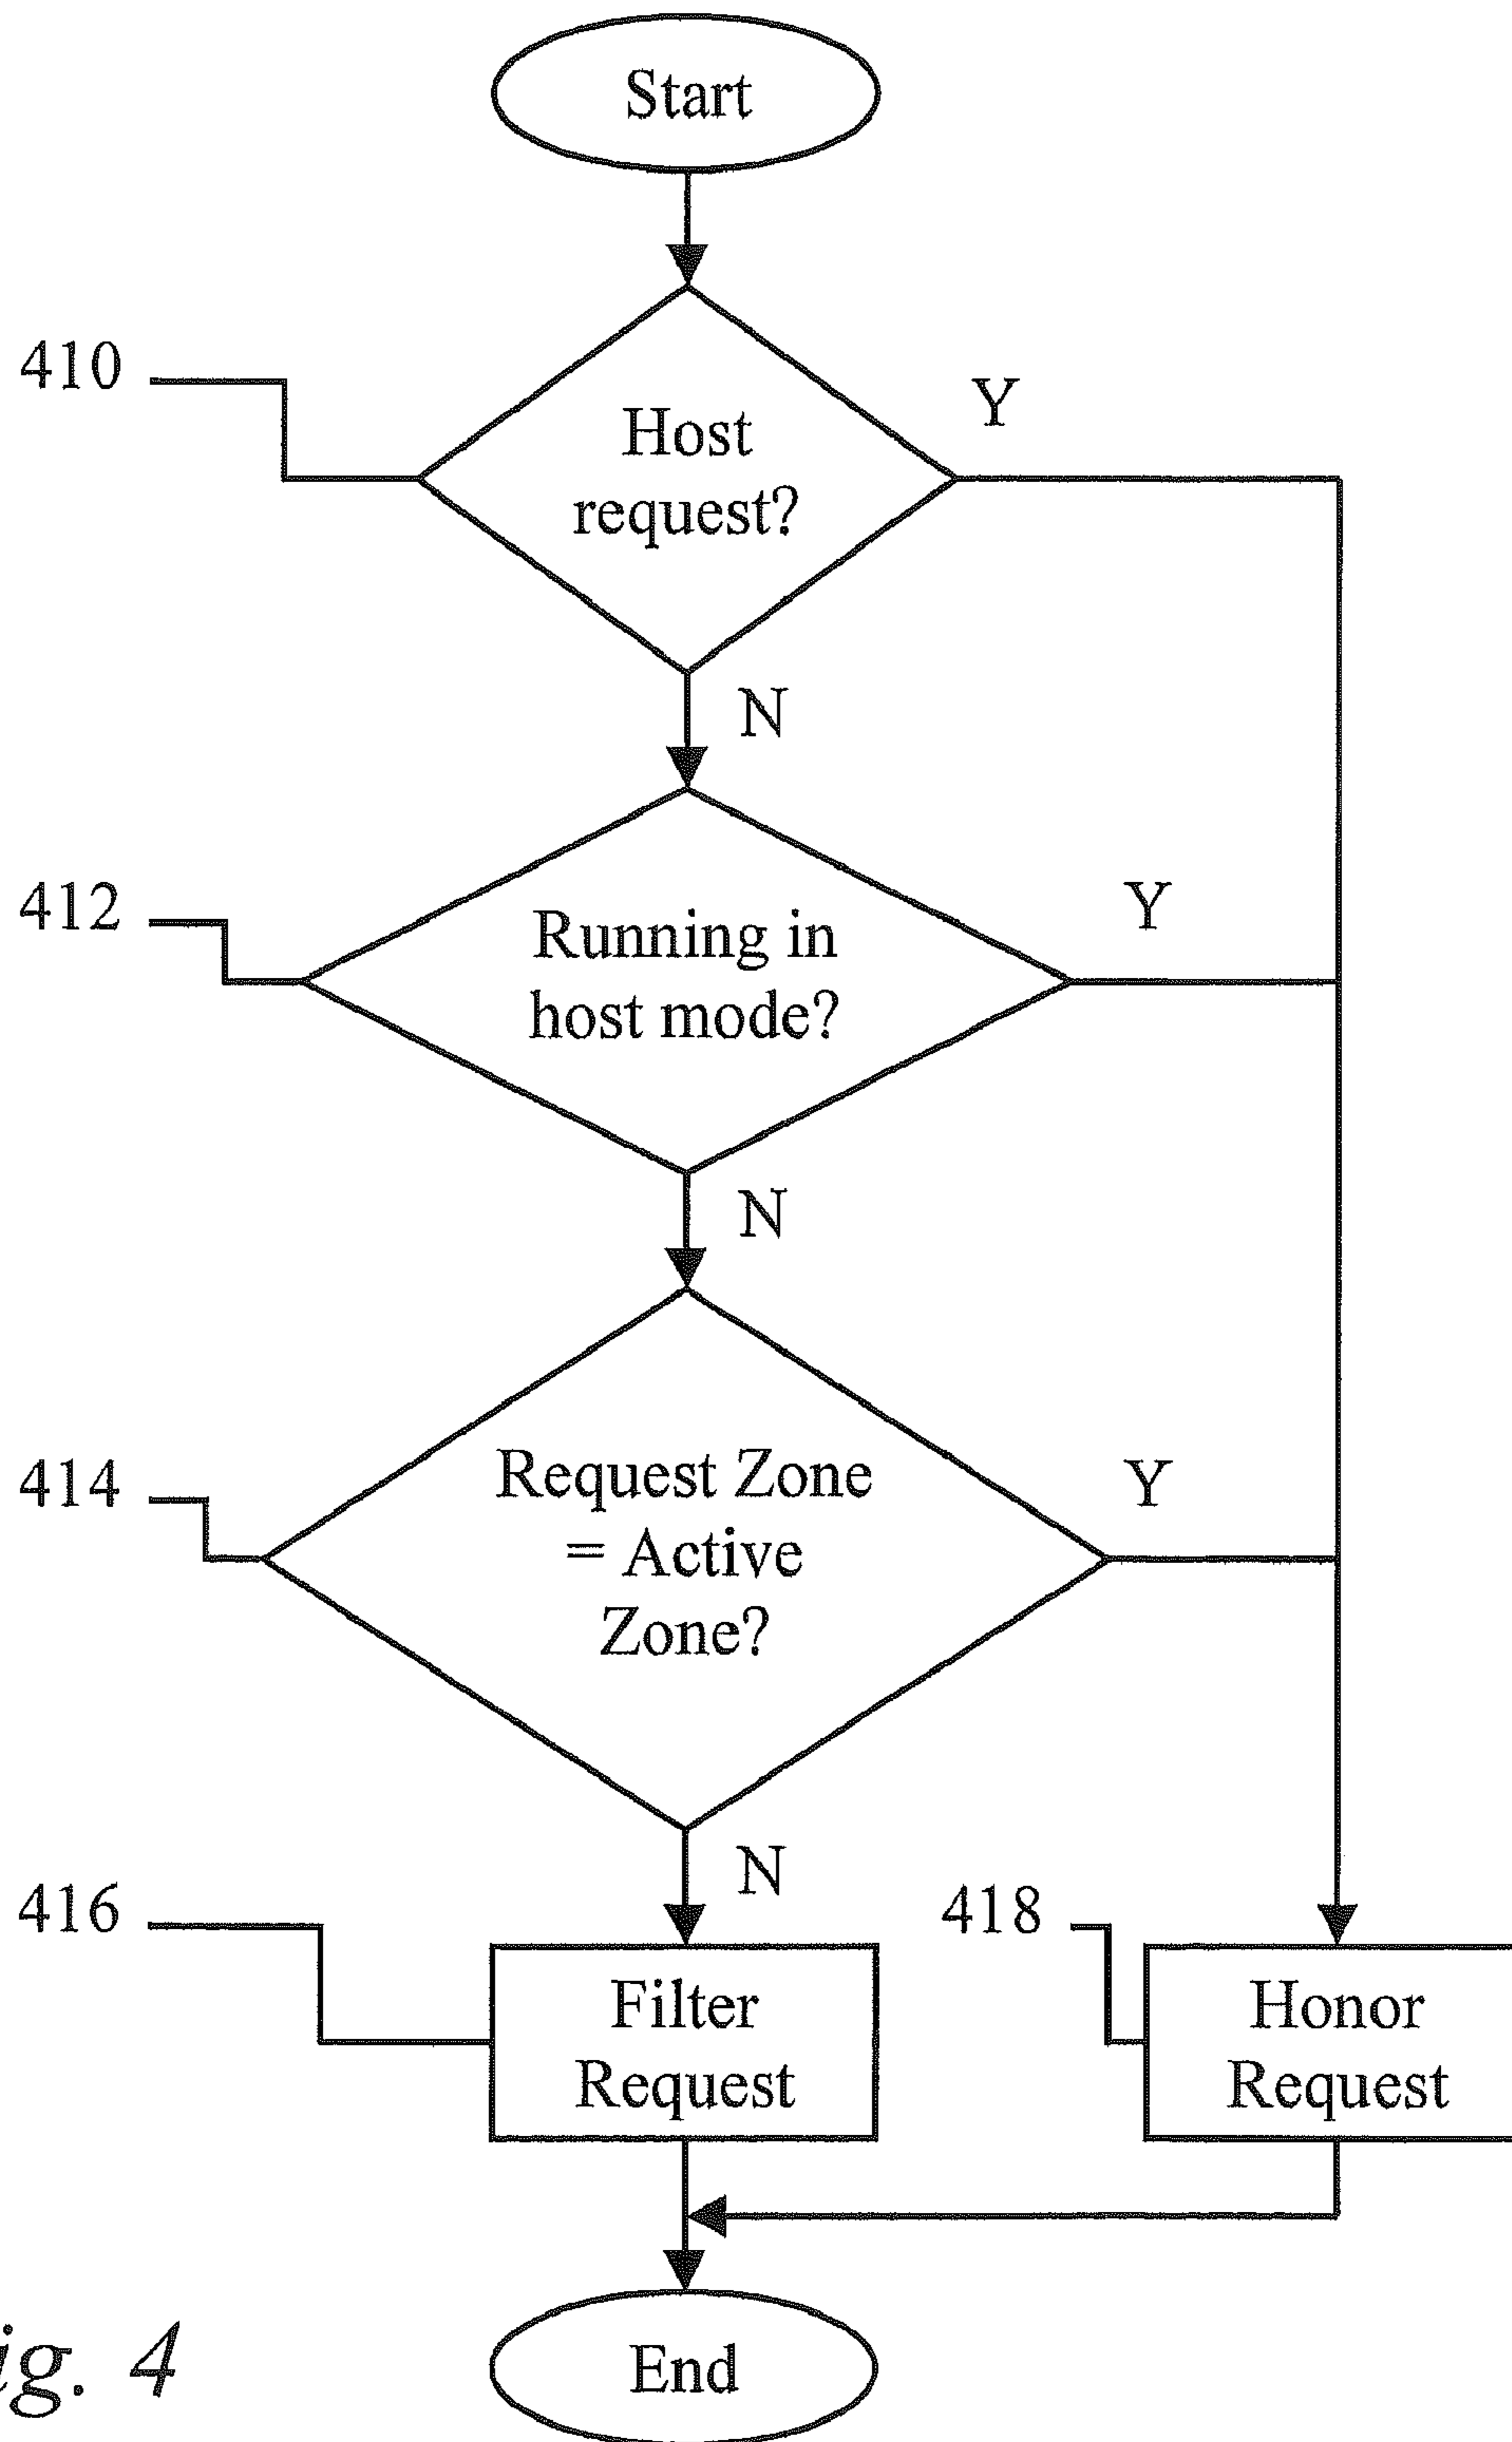 Start
410
Host
request?
Y
N
412
Running in
host mode?
Y
N
414
Request Zone
= Active
Zone?
Y
N
416
Filter
Request
418
Honor
Request
End
ig. 4